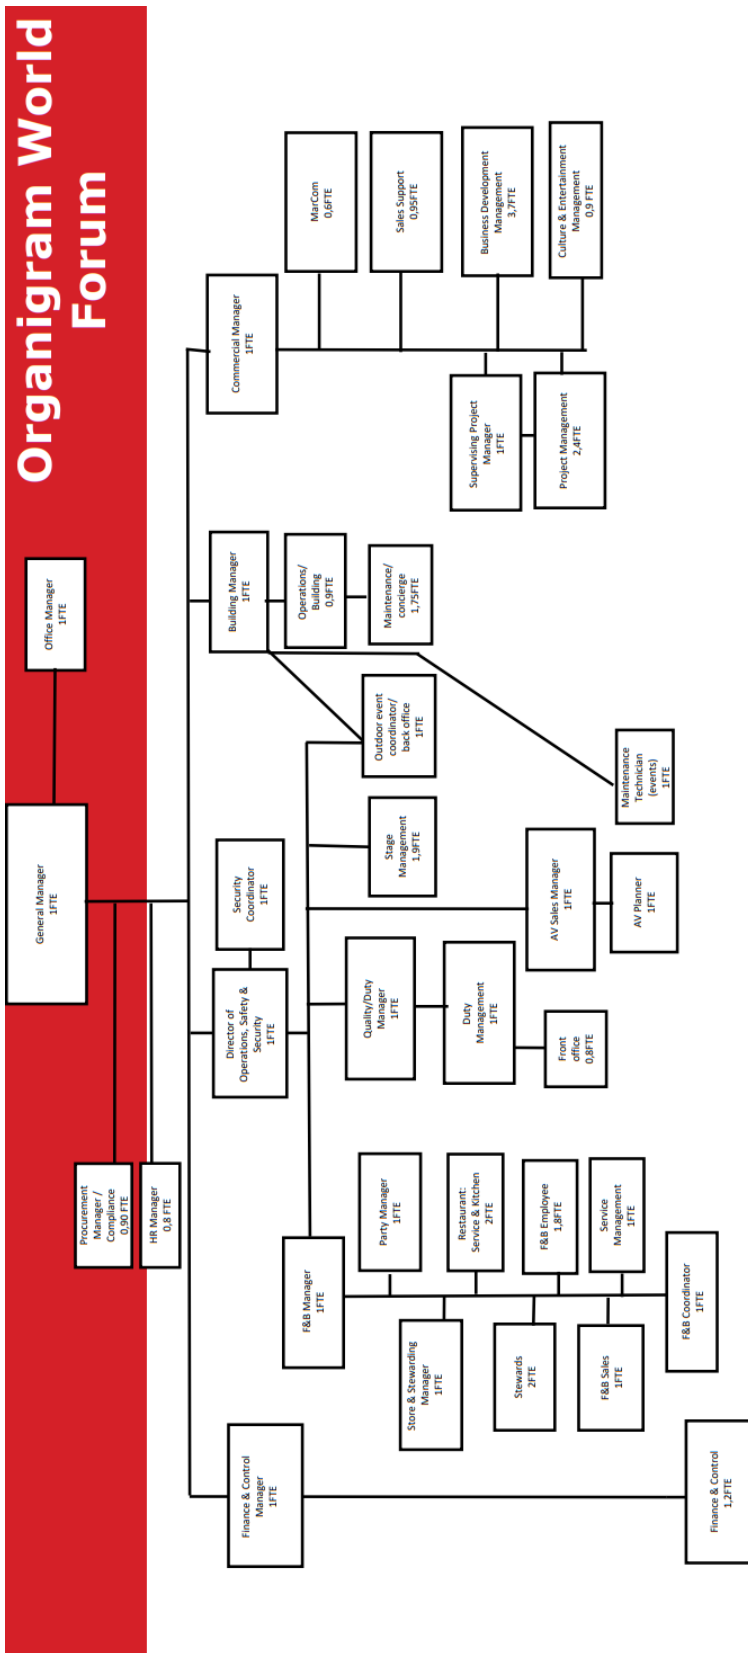 Organigram World
Forum
General Manager
1FTE
Office Manager
1FTE
Procurement
Manager /
Compliance
0,90 FTE
HR Manager
0,8 FTE
Finance & Control
Manager
1FTE
Finance & Control
1,2FTE
Director of
Operations, Safety &
Security
1FTE
Security
Coordinator
1FTE
F&B Manager
1FTE
Party Manager
1FTE
Store & Stewarding
Manager
1FTE
Restaurant:
Service & Kitchen
2FTE
Stewards
2FTE
F&B Employee
1,8FTE
F&B Sales
1FTE
Service
Management
1FTE
F&B Coordinator
1FTE
Quality/Duty
Manager
1FTE
Duty
Management
1FTE
Front
office
0,8FTE
AV Sales Manager
1FTE
AV Planner
1FTE
Stage
Management
1,9FTE
Outdoor event
coordinator/
back office
1FTE
Building Manager
1FTE
Operations/
Building
0,9FTE
Maintenance/
concierge
1,75FTE
Maintenance
Technician
(events)
1FTE
Commercial Manager
1FTE
MarCom
0,6FTE
Sales Support
0,95FTE
Business Development
Management
3,7FTE
Culture & Entertainment
Management
0,9 FTE
Supervising Project
Manager
1FTE
Project Management
2,4FTE